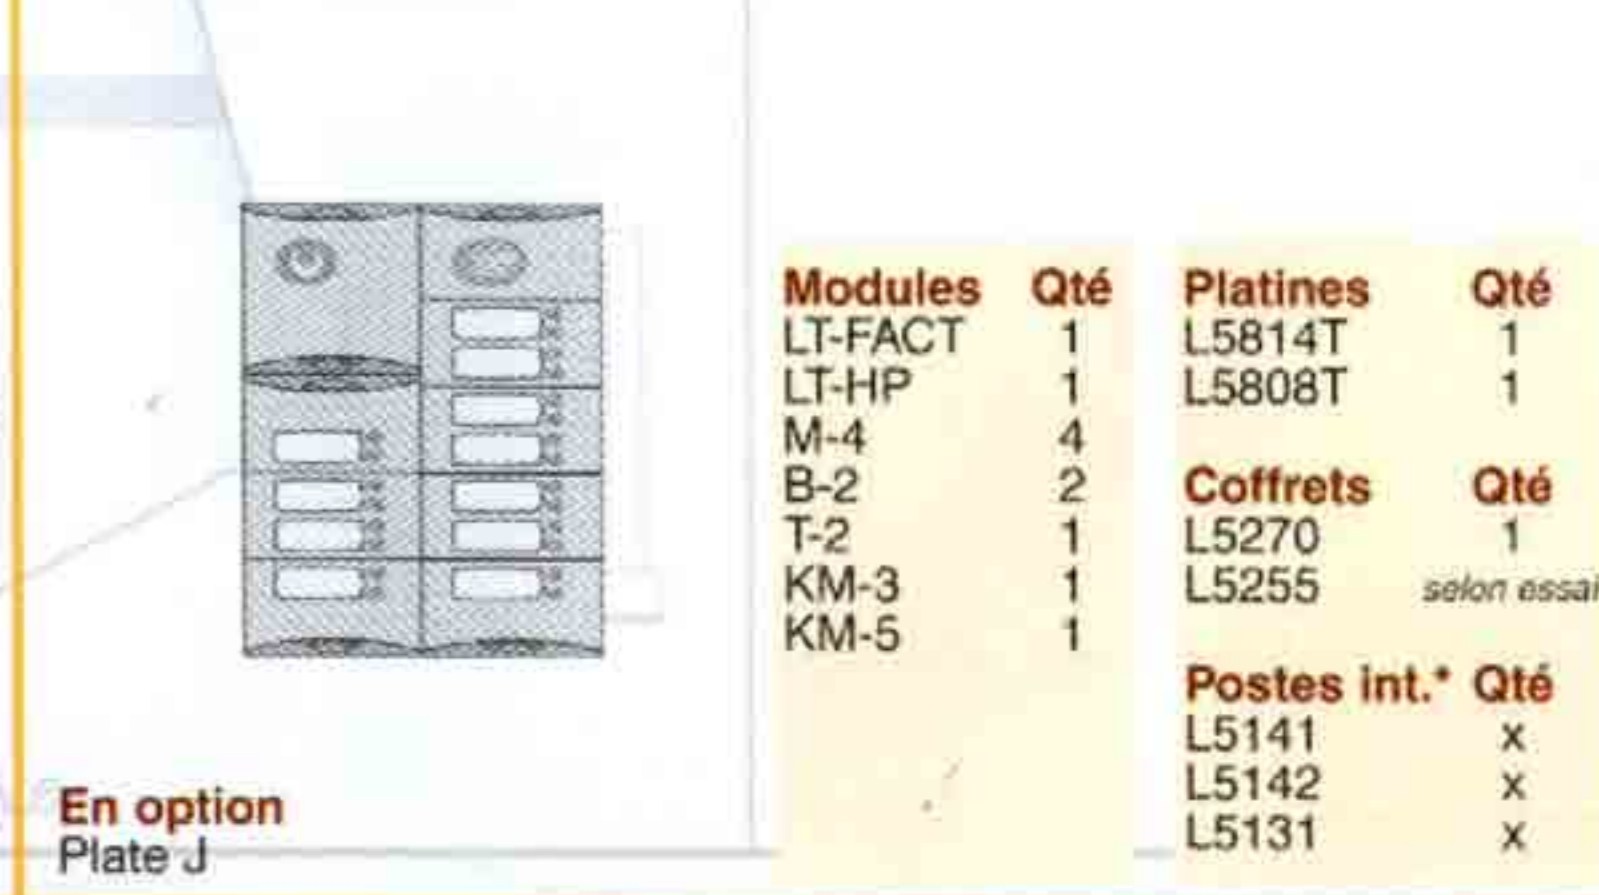 Modules Qté
LT-FACT 1
LT-HP 1
M-4 4
B-2 2
T-2 1
KM-3 1
KM-5 1
Platines Qté
L5814T 1
L5808T 1
Coffrets Qté
L5270 1
L5255 selon essai
Postes int.* Qté
L5141 x
L5142 x
L5131 x
En option
Plate J